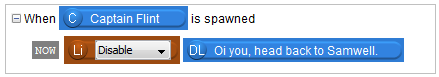 When C Captain Flint is spawned
NOW Li Disable DL Oi you, head back to Samwell.